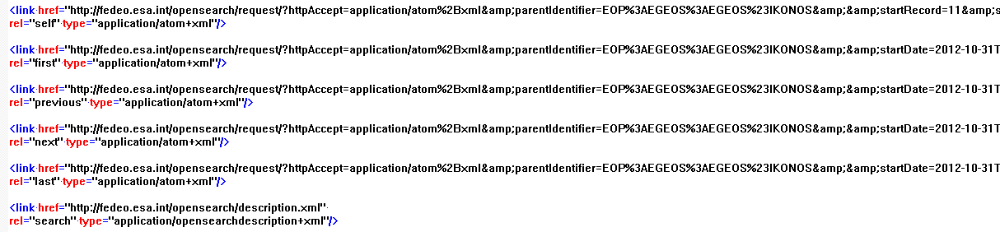 <link href="http://fedeo.esa.int/opensearch/request/?httpAccept=application/atom%2Bxml&amp;parentIdentifier=EOP%3AEGEOS%3AEGEOS%23IKONOS&amp;&amp;startRecord=11&amp;s
rel="self" type="application/atom+xml"/>
<link href="http://fedeo.esa.int/opensearch/request/?httpAccept=application/atom%2Bxml&amp;parentIdentifier=EOP%3AEGEOS%3AEGEOS%23IKONOS&amp;&amp;startDate=2012-10-31T
rel="first" type="application/atom+xml"/>
<link href="http://fedeo.esa.int/opensearch/request/?httpAccept=application/atom%2Bxml&amp;parentIdentifier=EOP%3AEGEOS%3AEGEOS%23IKONOS&amp;&amp;startDate=2012-10-31T
rel="previous" type="application/atom+xml"/>
<link href="http://fedeo.esa.int/opensearch/request/?httpAccept=application/atom%2Bxml&amp;parentIdentifier=EOP%3AEGEOS%3AEGEOS%23IKONOS&amp;&amp;startDate=2012-10-31T
rel="next" type="application/atom+xml"/>
<link href="http://fedeo.esa.int/opensearch/request/?httpAccept=application/atom%2Bxml&amp;parentIdentifier=EOP%3AEGEOS%3AEGEOS%23IKONOS&amp;&amp;startDate=2012-10-31T
rel="last" type="application/atom+xml"/>
<link href="http://fedeo.esa.int/opensearch/description.xml"
rel="search" type="application/opensearchdescription+xml"/>